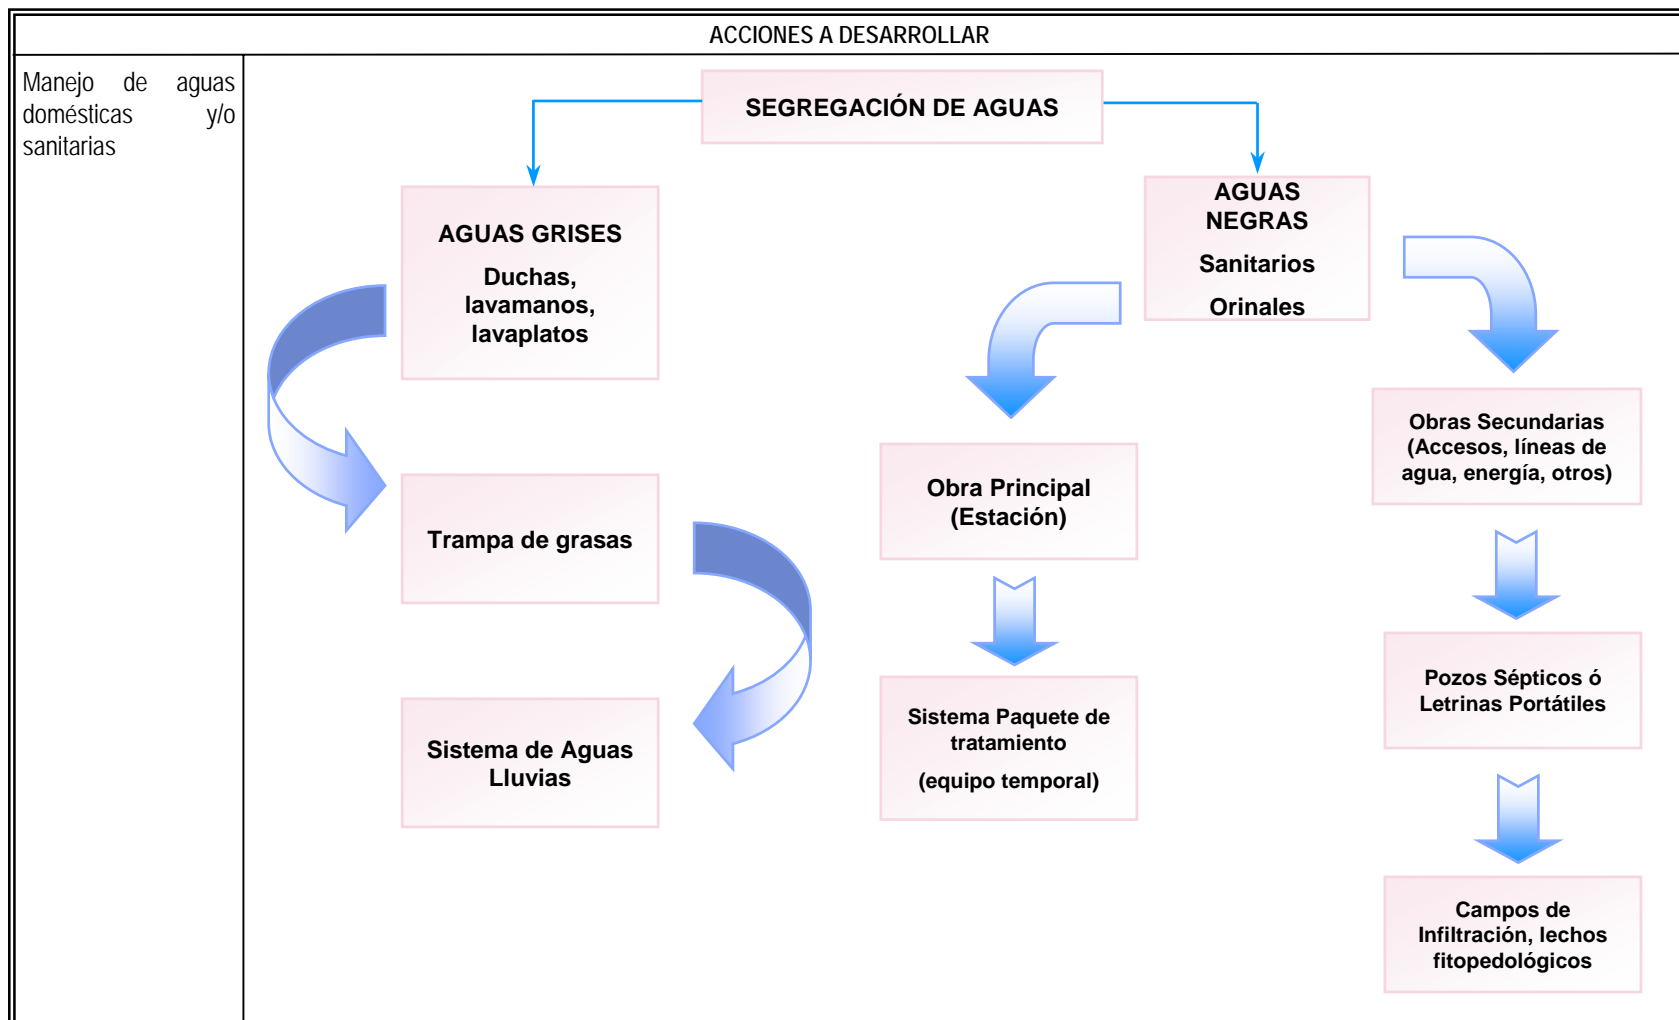 ACCIONES A DESARROLLAR
Manejo de aguas
domésticas y/o
sanitarias
SEGREGACIÓN DE AGUAS
AGUAS GRISES
Duchas,
lavamanos,
lavaplatos
AGUAS
NEGRAS
Sanitarios
Orinales
Trampa de grasas
Sistema de Aguas
Lluvias
Obra Principal
(Estación)
Sistema Paquete de
tratamiento
(equipo temporal)
Obras Secundarias
(Accesos, líneas de
agua, energía, otros)
Pozos Sépticos ó
Letrinas Portátiles
Campos de
Infiltración, lechos
fitopedológicos